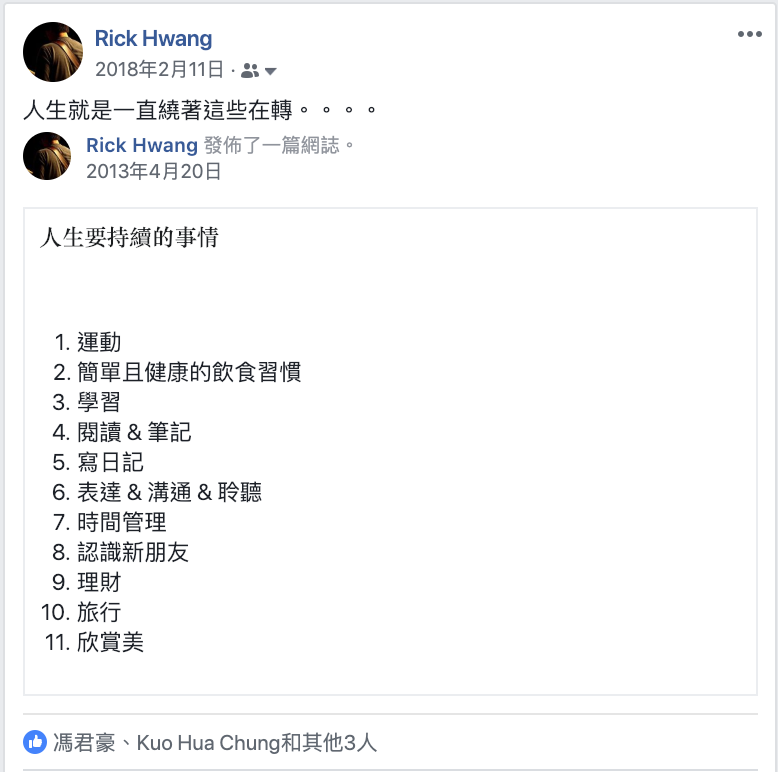 Rick Hwang
2018年2月11日 ·
人生就是一直繞著這些在轉。。。。
Rick Hwang 發佈了一篇網誌。
2013年4月20日
人生要持續的事情
1. 運動
2. 簡單且健康的飲食習慣
3. 學習
4. 閱讀 & 筆記
5. 寫日記
6. 表達 & 溝通 & 聆聽
7. 時間管理
8. 認識新朋友
9. 理財
10. 旅行
11. 欣賞美
馮君豪、Kuo Hua Chung和其他3人